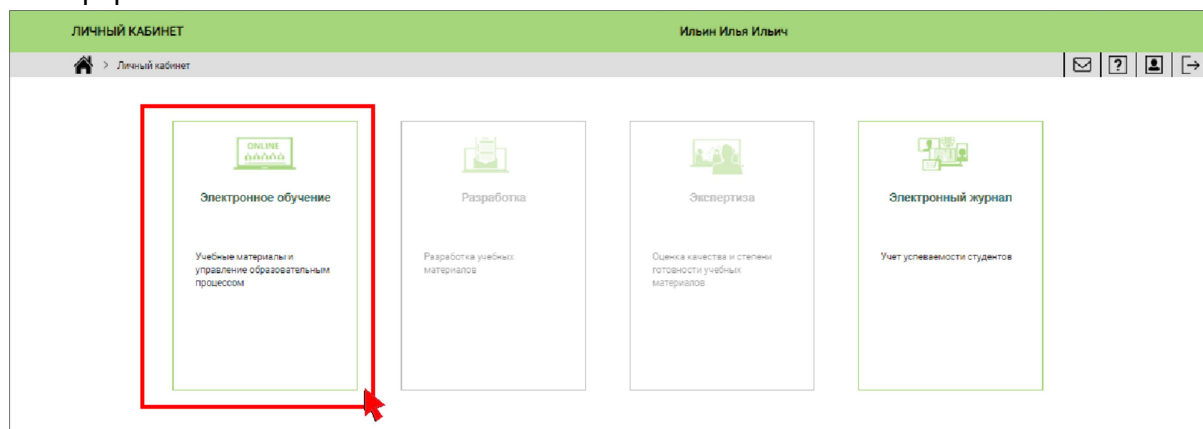 ЛИЧНЫЙ КАБИНЕТ
Ильин Илья Ильич
> Личный кабинет
?
ONLINE
Электронное обучение
Учебные материалы и
управление образовательным
процессом
Разработка
Разработка учебных
материалов
Экспертиза
Оценка качества и степени
готовности учебных
материалов
Электронный журнал
Учет успеваемости студентов